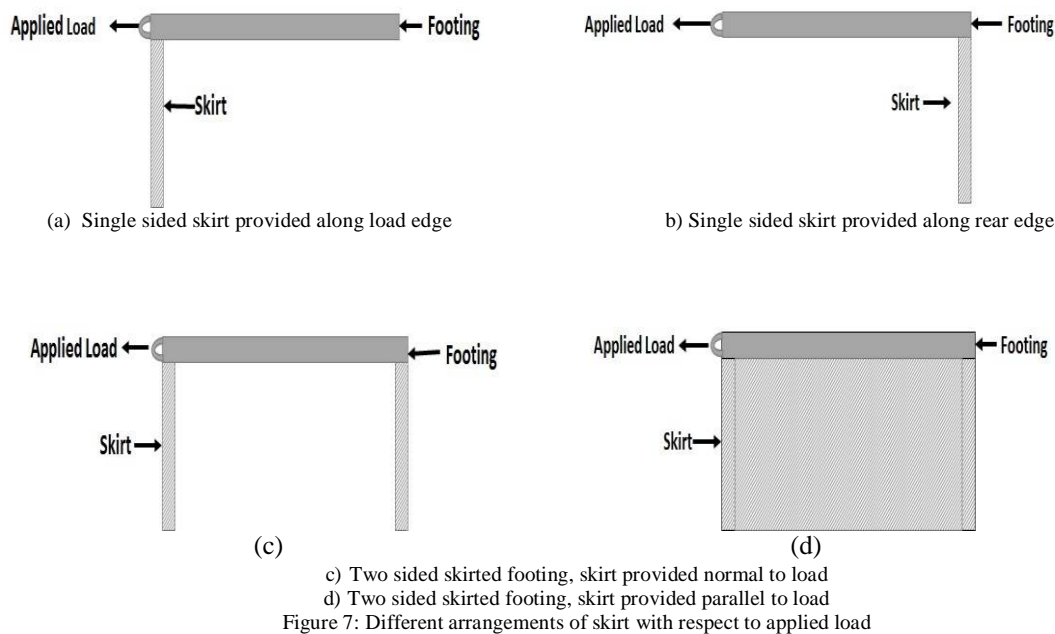 Applied Load
Footing
Skirt
(a) Single sided skirt provided along load edge
Applied Load
Footing
Skirt
b) Single sided skirt provided along rear edge
Applied Load
Footing
Skirt
(c)
Applied Load
Footing
Skirt
(d)
c) Two sided skirted footing, skirt provided normal to load
d) Two sided skirted footing, skirt provided parallel to load
Figure 7: Different arrangements of skirt with respect to applied load